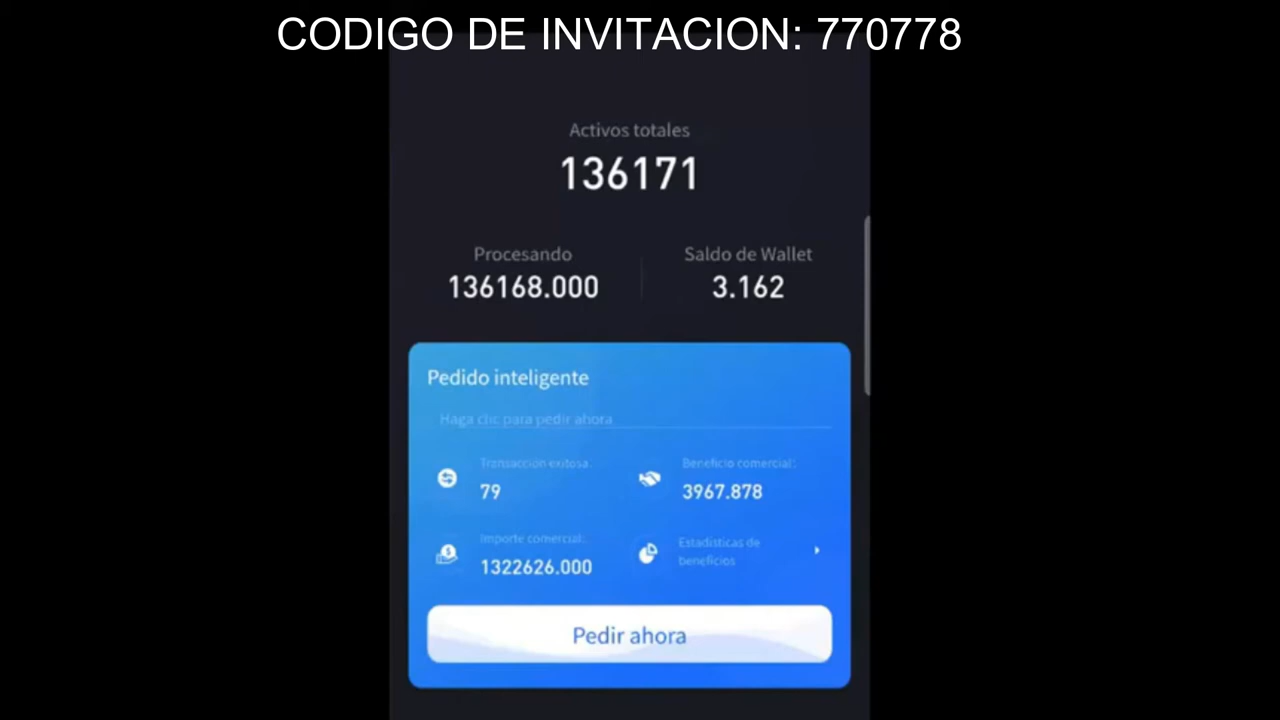 CODIGO DE INVITACION: 770778
Activos totales
136171
Procesando
136168.000
Saldo de Wallet
3.162
Pedido inteligente
Haga clic para pedir ahora
Transacción exitosa:
79
Beneficio comercial:
3967.878
Importe comercial:
1322626.000
Estadísticas de
beneficios
Pedir ahora